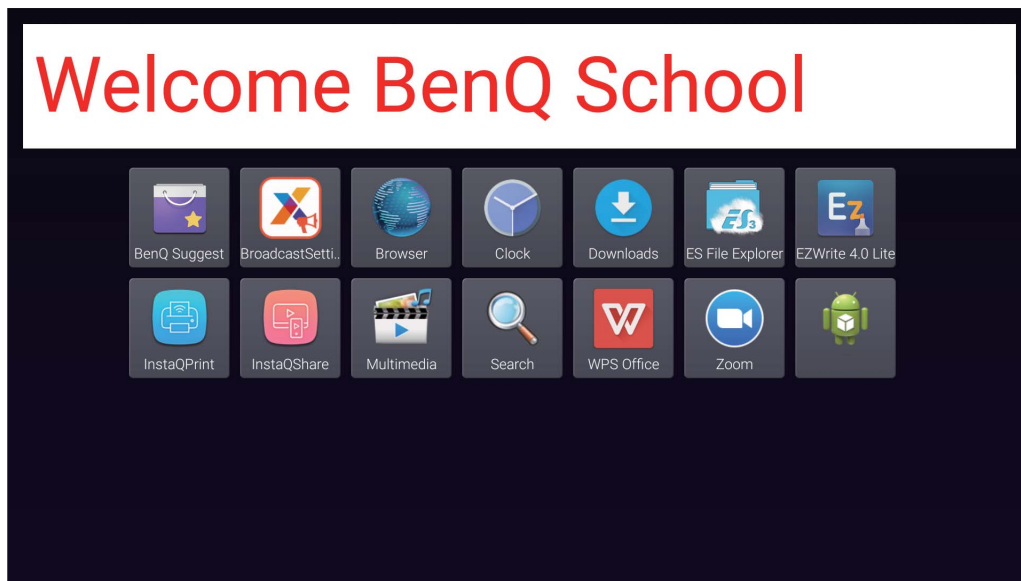 Welcome BenQ School
BenQ Suggest
BroadcastSetti..
Browser
Clock
Downloads
ES File Explorer
EZWrite 4.0 Lite
InstaQPrint
InstaQShare
Multimedia
Search
WPS Office
Zoom